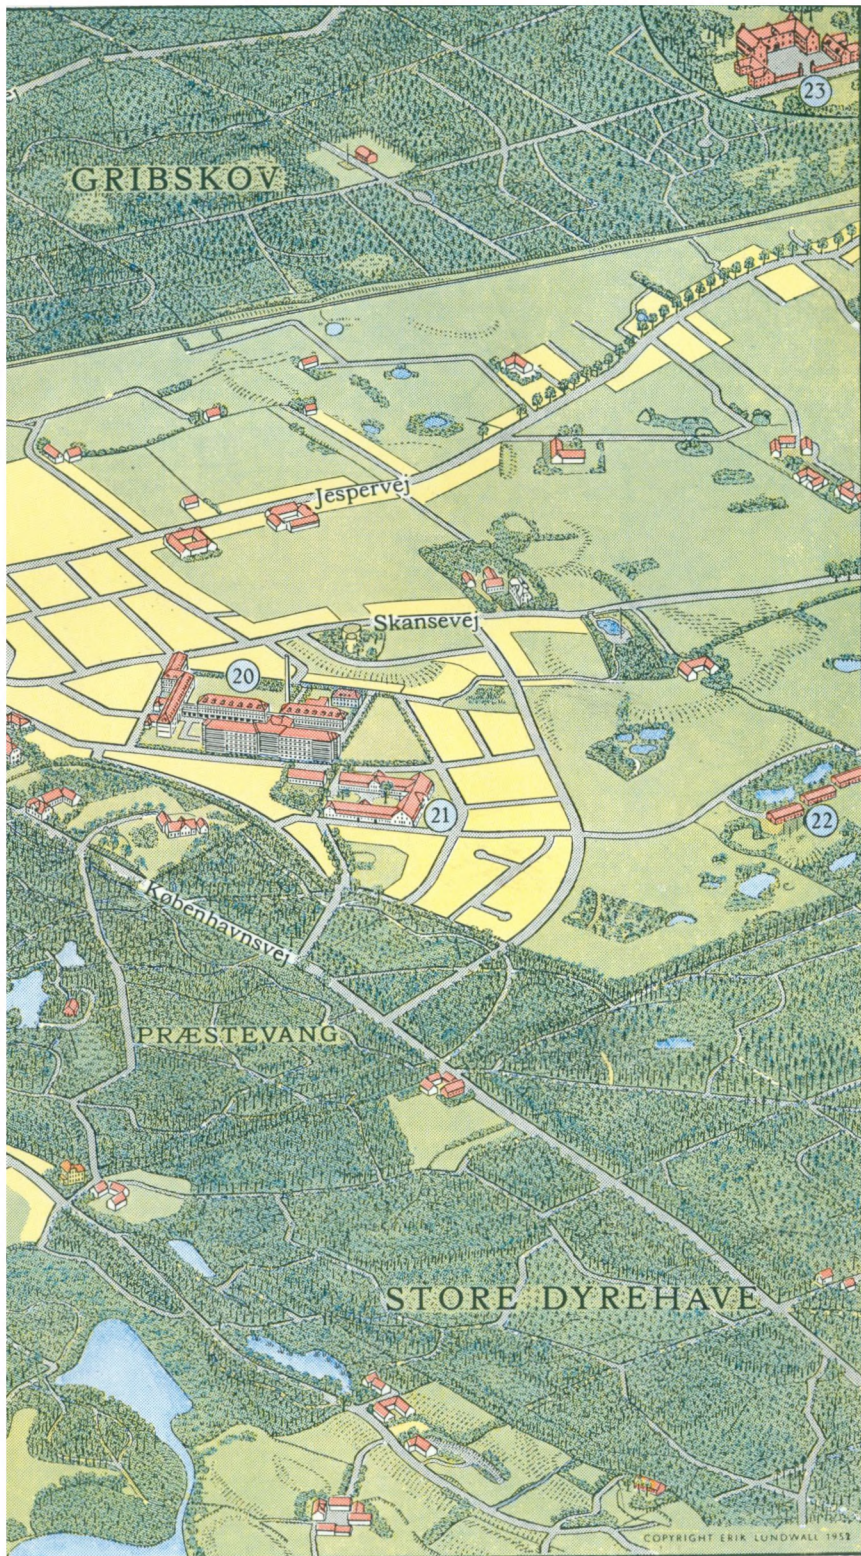 23
GRIBSKOV
Jespervej
Skansevej
20
21
22
Københavnsvej
PRÆSTEVANG
STORE DYREHAVE
COPYRIGHT ERIK LUNDWALL 1952